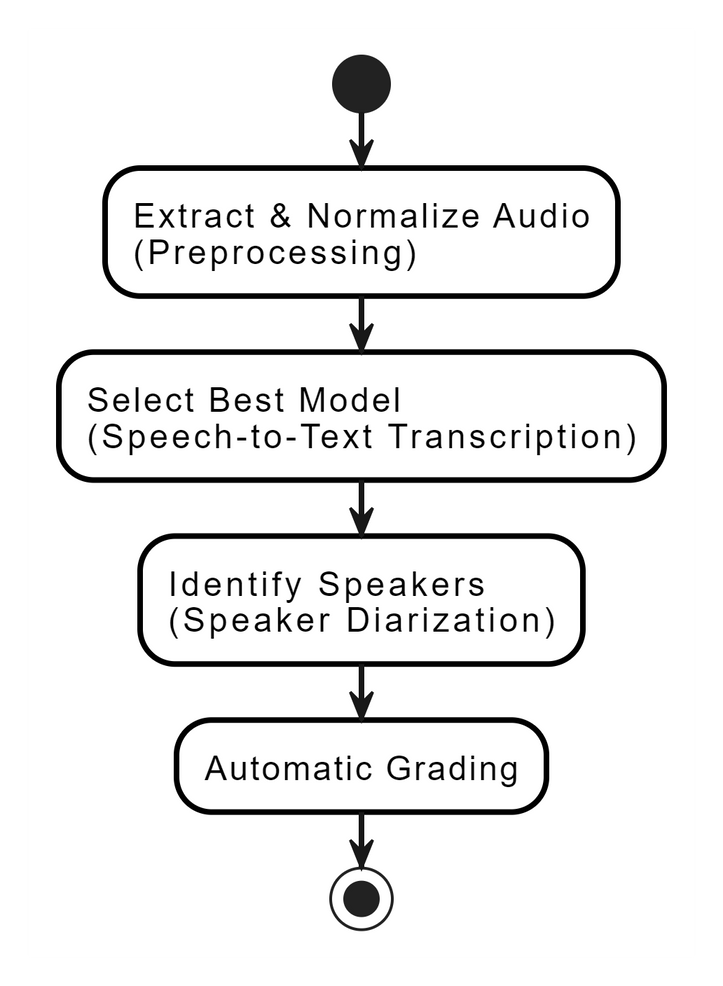 Extract & Normalize Audio
(Preprocessing)
Select Best Model
(Speech-to-Text Transcription)
Identify Speakers
(Speaker Diarization)
Automatic Grading